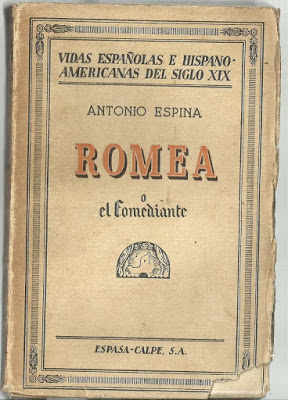 VIDAS ESPAÑOLAS E HISPANO-
AMERICANAS DEL SIGLO XIX
ANTONIO ESPINA
ROMEA
o
el Comediante
ESPASA-CALPE, S.A.